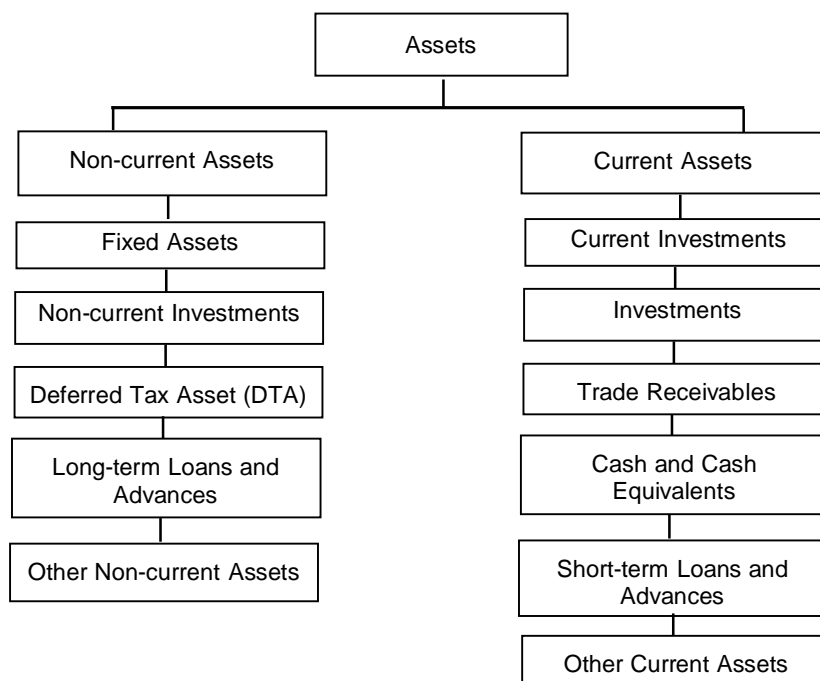 Assets
Non-current Assets
Fixed Assets
Non-current Investments
Deferred Tax Asset (DTA)
Long-term Loans and
Advances
Other Non-current Assets
Current Assets
Current Investments
Investments
Trade Receivables
Cash and Cash
Equivalents
Short-term Loans and
Advances
Other Current Assets